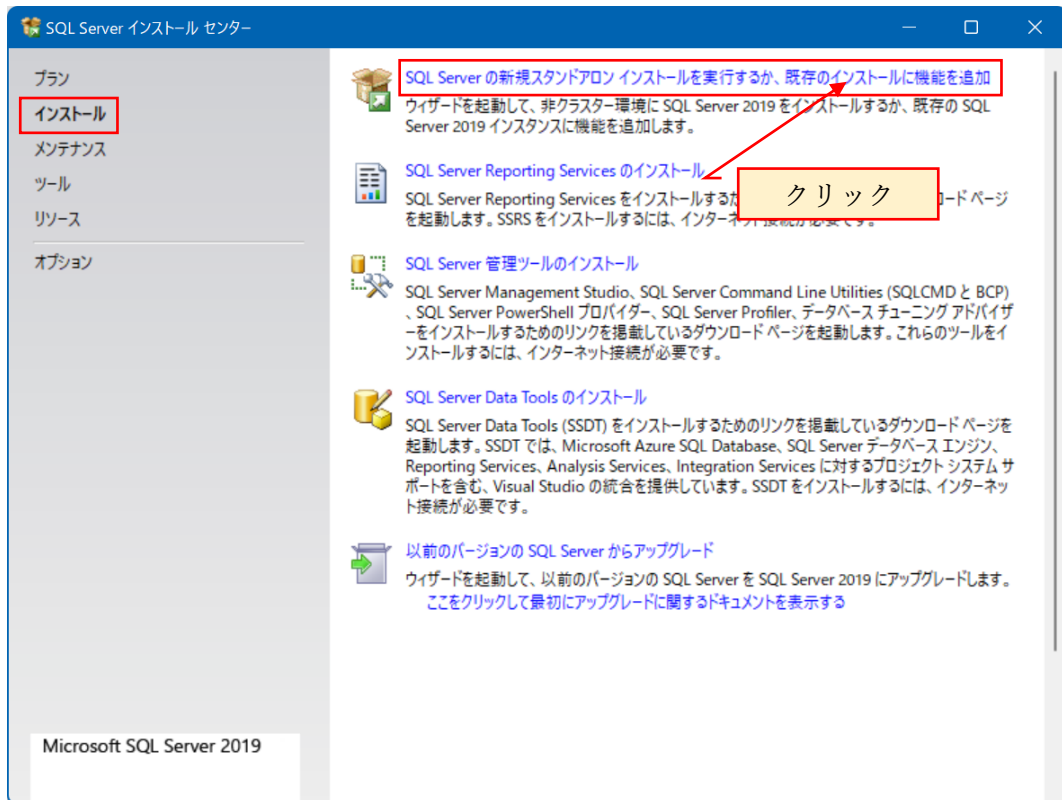 SQL Server インストール センター
プラン
インストール
メンテナンス
ツール
リソース
オプション
Microsoft SQL Server 2019
SQL Server の新規スタンドアロン インストールを実行するか、既存のインストールに機能を追加
ウィザードを起動して、非クラスター環境に SQL Server 2019 をインストールするか、既存の SQL
Server 2019 インスタンスに機能を追加します。
SQL Server Reporting Services のインストール
クリック
SQL Server Reporting Services をインストールするた
ロード ページ
を起動します。SSRS をインストールするには、インターネット接続が必要です。
SQL Server 管理ツールのインストール
SQL Server Management Studio、SQL Server Command Line Utilities (SQLCMD と BCP)
、SQL Server PowerShell プロバイダー、SQL Server Profiler、データベース チューニング アドバイザ
ーをインストールするためのリンクを掲載しているダウンロード ページを起動します。これらのツールをイ
ンストールするには、インターネット接続が必要です。
SQL Server Data Tools のインストール
SQL Server Data Tools (SSDT) をインストールするためのリンクを掲載しているダウンロード ページを
起動します。SSDT では、Microsoft Azure SQL Database、SQL Server データベース エンジン、
Reporting Services、Analysis Services、Integration Services に対するプロジェクト システム サ
ポートを含む、Visual Studio の統合を提供しています。SSDT をインストールするには、インターネッ
ト接続が必要です。
以前のバージョンの SQL Server からアップグレード
ウィザードを起動して、以前のバージョンの SQL Server を SQL Server 2019 にアップグレードします。
ここをクリックして最初にアップグレードに関するドキュメントを表示する